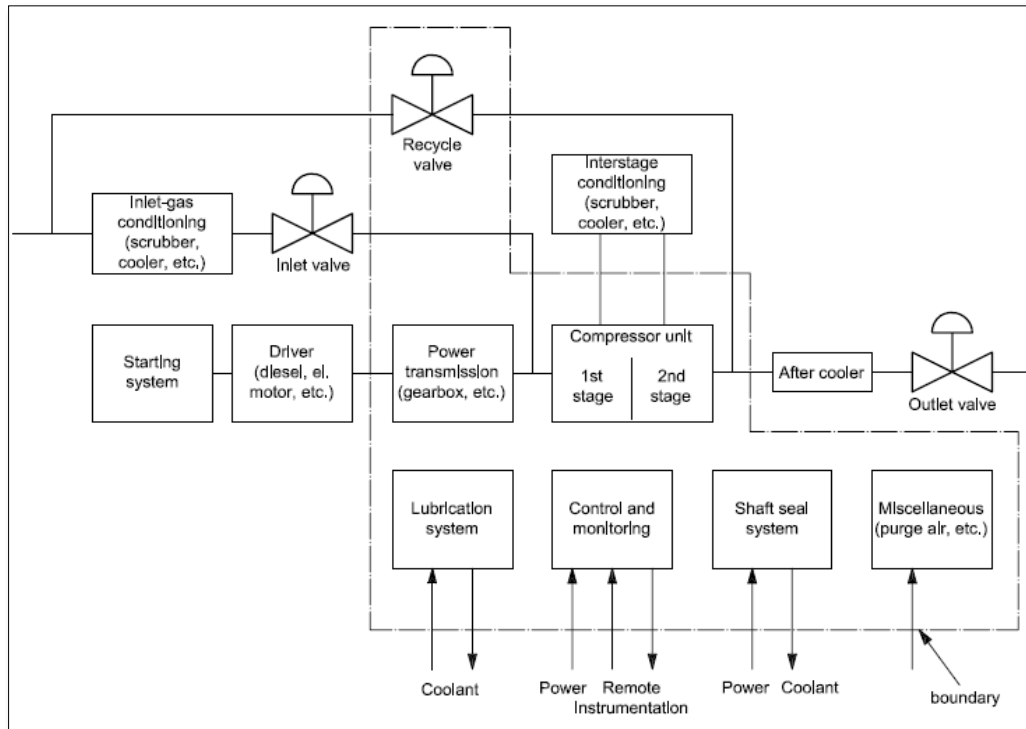 Recycle
valve
Interstage
conditioning
(scrubber,
cooler, etc.)
Inlet-gas
conditioning
(scrubber,
cooler, etc.)
Inlet valve
Starting
system
Driver
(diesel, el.
motor, etc.)
Power
transmission
(gearbox, etc.)
Compressor unit
1st
stage
2nd
stage
After cooler
Outlet valve
Lubrication
system
Control and
monitoring
Shaft seal
system
Miscellaneous
(purge air, etc.)
Coolant
Power
Remote
Instrumentation
Power
Coolant
boundary